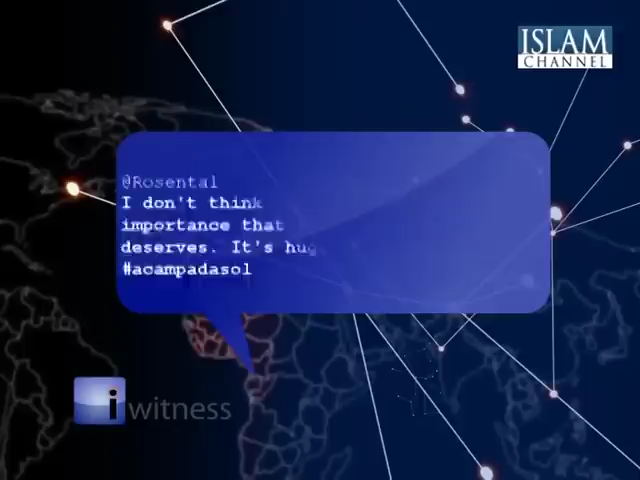 ISLAM
CHANNEL
@Rosental
I don't think
importance that
deserves. It's hug
#acampadasol
i witness